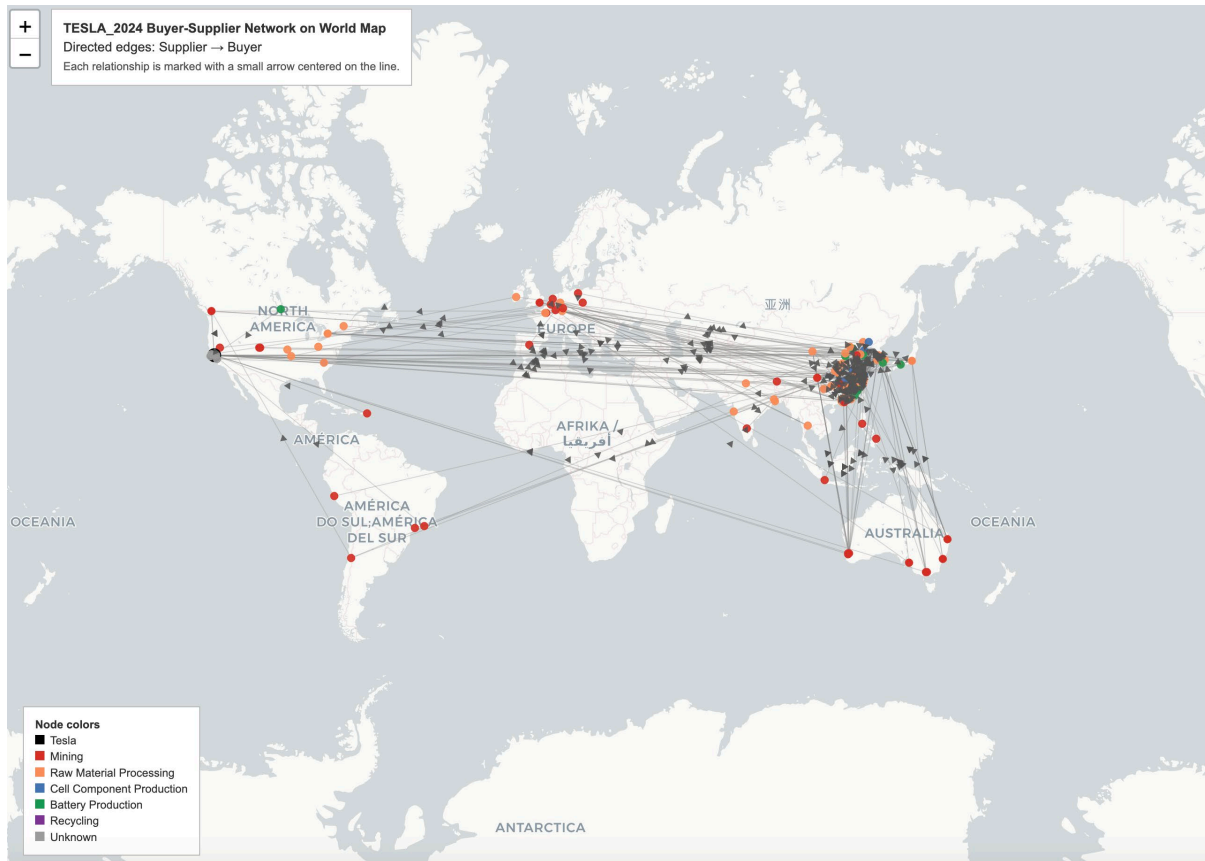 +
−
TESLA_2024 Buyer-Supplier Network on World Map
Directed edges: Supplier → Buyer
Each relationship is marked with a small arrow centered on the line.
亚洲
NORTH
AMERICA
EUROPE
AFRIKA /
أفريقيا
AMÉRICA
AMÉRICA
DO SUL;AMÉRICA
DEL SUR
OCEANIA
AUSTRALIA
OCEANIA
ANTARCTICA
Node colors
Tesla
Mining
Raw Material Processing
Cell Component Production
Battery Production
Recycling
Unknown